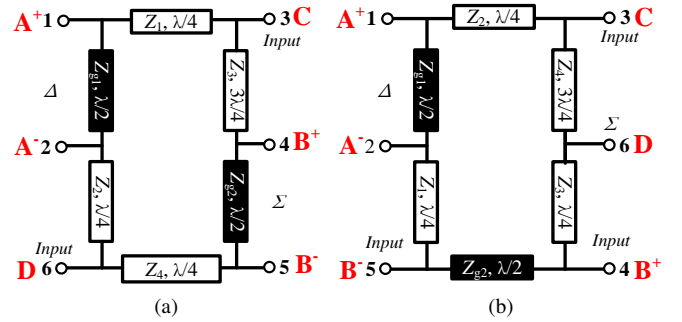 A⁺ 1 Z₁, λ/4 3 C
Input
Z_g1, λ/2
Z₃, 3λ/4
Δ
A⁻ 2
4 B⁺
Z₂, λ/4
Z_g2, λ/2
Σ
Input
D 6 Z₄, λ/4 5 B⁻
(a)
A⁺ 1 Z₂, λ/4 3 C
Input
Z_g1, λ/2
Z₄, 3λ/4
Δ
Σ
A⁻ 2
6 D
Z₁, λ/4
Z₃, λ/4
Input
B⁻ 5 Z_g2, λ/2 4 B⁺
(b)